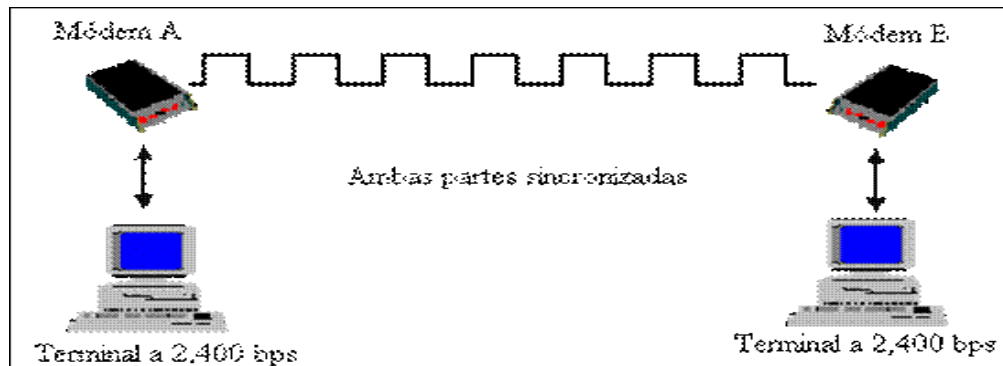 Módem A
Módem B
Ambas partes sincronizadas
Terminal a 2,400 bps
Terminal a 2,400 bps